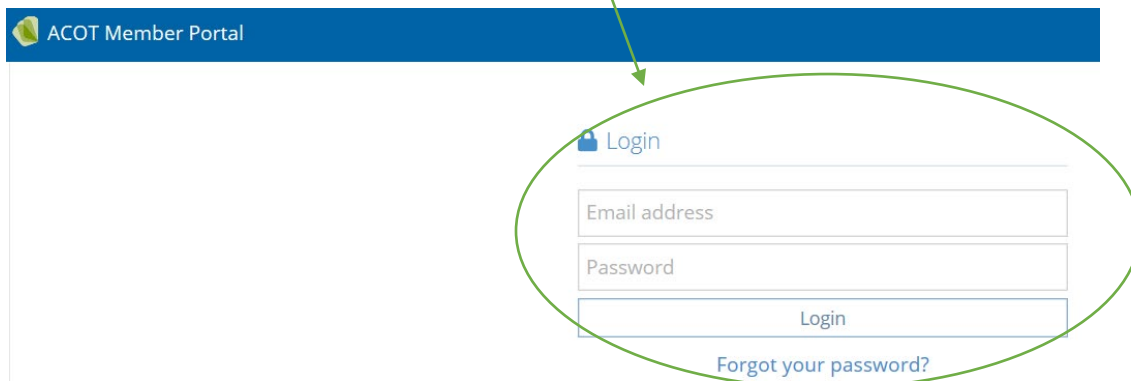 ACOT Member Portal
Login
Email address
Password
Login
Forgot your password?